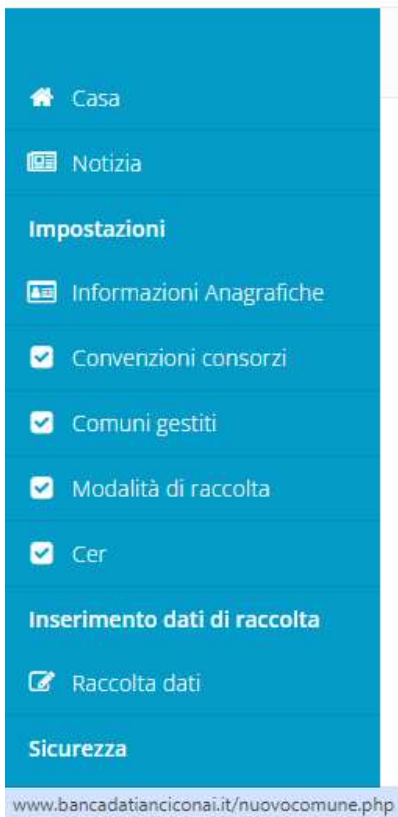 Casa
Notizia
Impostazioni
Informazioni Anagrafiche
Convenzioni consorzi
Comuni gestiti
Modalità di raccolta
Cer
Inserimento dati di raccolta
Raccolta dati
Sicurezza
www.bancadatianciconai.it/nuovocomune.php